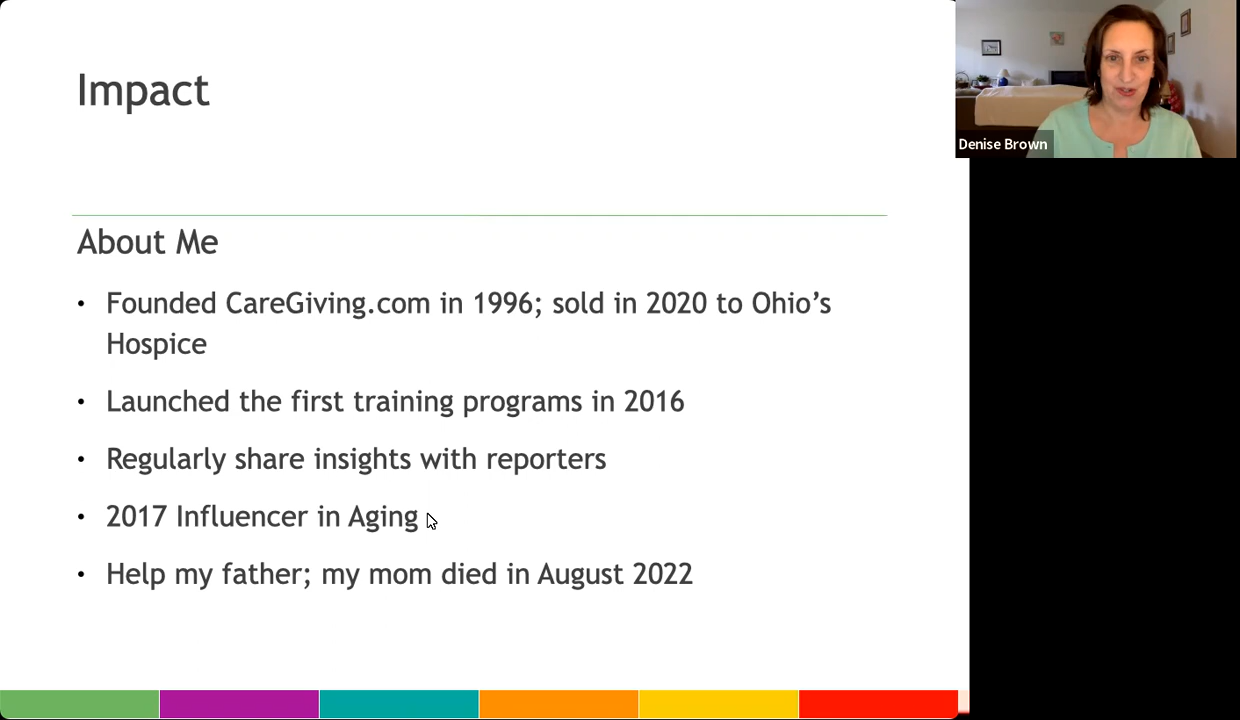 Impact
Denise Brown
About Me
• Founded CareGiving.com in 1996; sold in 2020 to Ohio’s
Hospice
• Launched the first training programs in 2016
• Regularly share insights with reporters
• 2017 Influencer in Aging
• Help my father; my mom died in August 2022